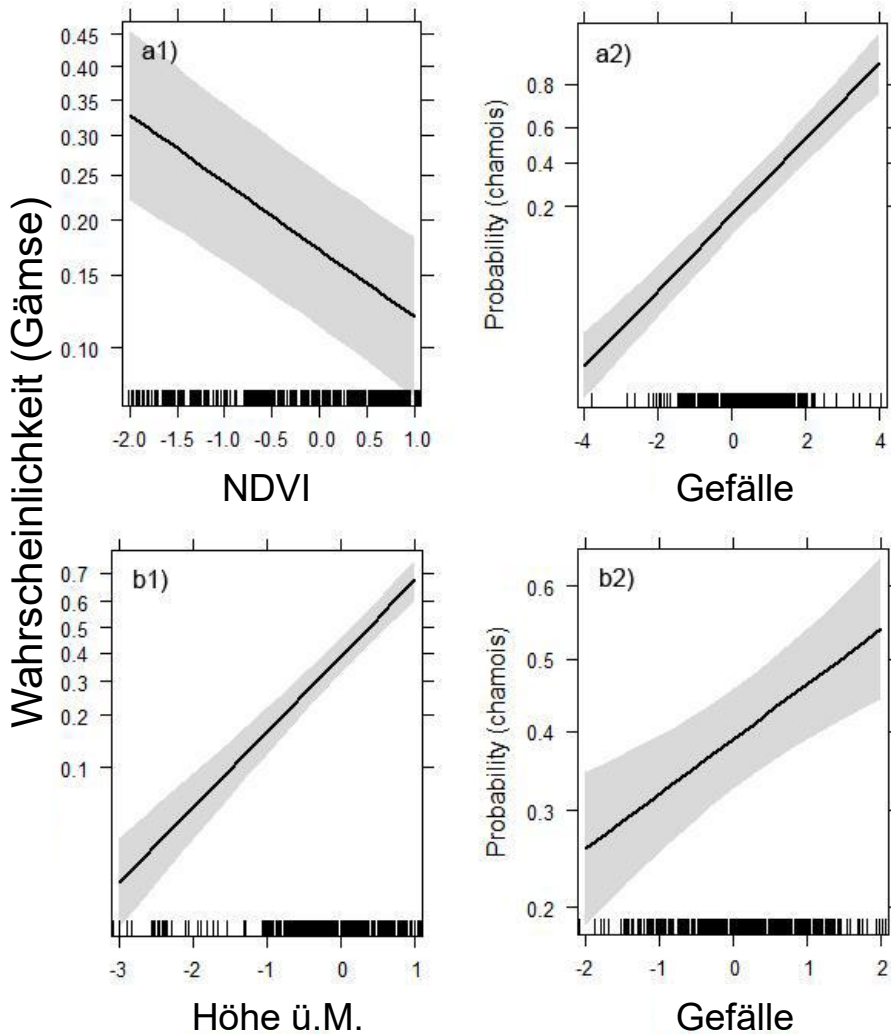 Wahrscheinlichkeit (Gämse)
a1)
0.45
0.40
0.35
0.30
0.25
0.20
0.15
0.10
-2.0 -1.5 -1.0 -0.5 0.0 0.5 1.0
NDVI
a2)
Probability (chamois)
0.8
0.6
0.4
0.2
-4 -2 0 2 4
Gefälle
b1)
0.7
0.6
0.5
0.4
0.3
0.2
0.1
-3 -2 -1 0 1
Höhe ü.M.
b2)
Probability (chamois)
0.6
0.5
0.4
0.3
0.2
-2 -1 0 1 2
Gefälle